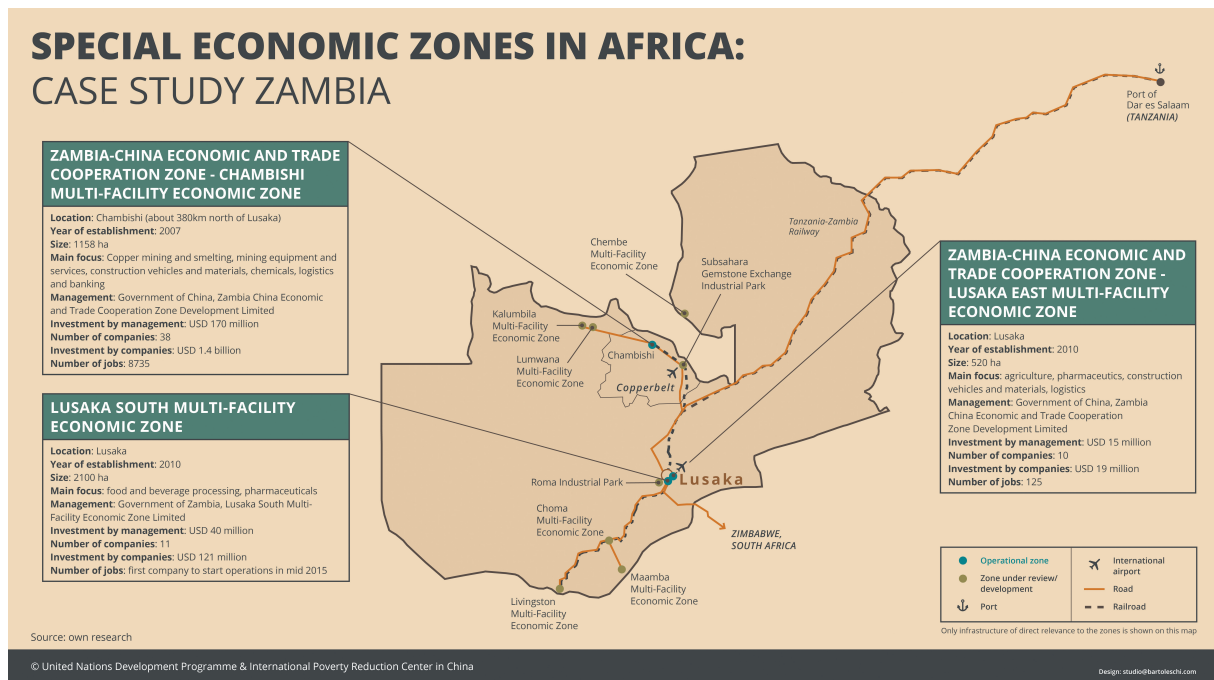 SPECIAL ECONOMIC ZONES IN AFRICA:
CASE STUDY ZAMBIA
Port of
Dar es Salaam
(TANZANIA)
ZAMBIA-CHINA ECONOMIC AND TRADE
COOPERATION ZONE - CHAMBISHI
MULTI-FACILITY ECONOMIC ZONE
Location: Chambishi (about 380km north of Lusaka)
Year of establishment: 2007
Size: 1158 ha
Main focus: Copper mining and smelting, mining equipment and
services, construction vehicles and materials, chemicals, logistics
and banking
Management: Government of China, Zambia China Economic
and Trade Cooperation Zone Development Limited
Investment by management: USD 170 million
Number of companies: 38
Investment by companies: USD 1.4 billion
Number of jobs: 8735
LUSAKA SOUTH MULTI-FACILITY
ECONOMIC ZONE
Location: Lusaka
Year of establishment: 2010
Size: 2100 ha
Main focus: food and beverage processing, pharmaceuticals
Management: Government of Zambia, Lusaka South Multi-
Facility Economic Zone Limited
Investment by management: USD 40 million
Number of companies: 11
Investment by companies: USD 121 million
Number of jobs: first company to start operations in mid 2015
Tanzania-Zambia
Railway
Chembe
Multi-Facility
Economic Zone
Subsahara
Gemstone Exchange
Industrial Park
Kalumbila
Multi-Facility
Economic Zone
Lumwana
Multi-Facility
Economic Zone
Chambishi
Copperbelt
Roma Industrial Park
Lusaka
Choma
Multi-Facility
Economic Zone
ZIMBABWE,
SOUTH AFRICA
Maamba
Multi-Facility
Economic Zone
Livingston
Multi-Facility
Economic Zone
ZAMBIA-CHINA ECONOMIC AND
TRADE COOPERATION ZONE -
LUSAKA EAST MULTI-FACILITY
ECONOMIC ZONE
Location: Lusaka
Year of establishment: 2010
Size: 520 ha
Main focus: agriculture, pharmaceutics, construction
vehicles and materials, logistics
Management: Government of China, Zambia
China Economic and Trade Cooperation
Zone Development Limited
Investment by management: USD 15 million
Number of companies: 10
Investment by companies: USD 19 million
Number of jobs: 125
Operational zone
Zone under review/
development
Port
International
airport
Road
Railroad
Only infrastructure of direct relevance to the zones is shown on this map
Source: own research
© United Nations Development Programme & International Poverty Reduction Center in China
Design: studio@bartoleschi.com